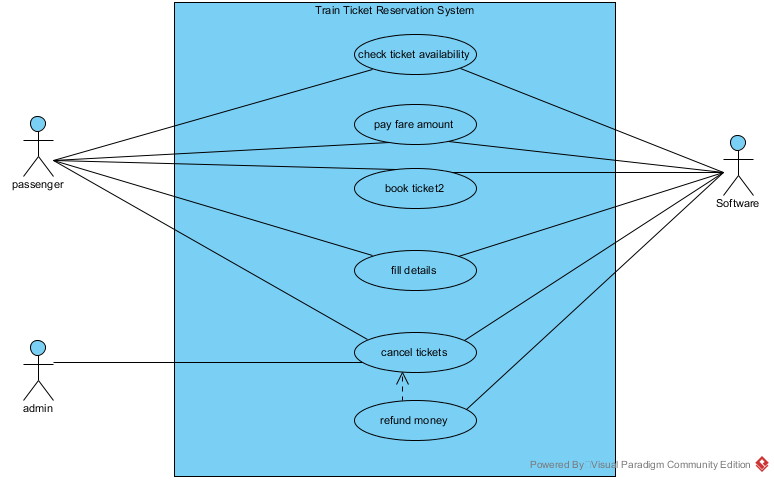 Train Ticket Reservation System
check ticket availability
pay fare amount
passenger
book ticket2
Software
fill details
cancel tickets
admin
refund money
Powered By Visual Paradigm Community Edition